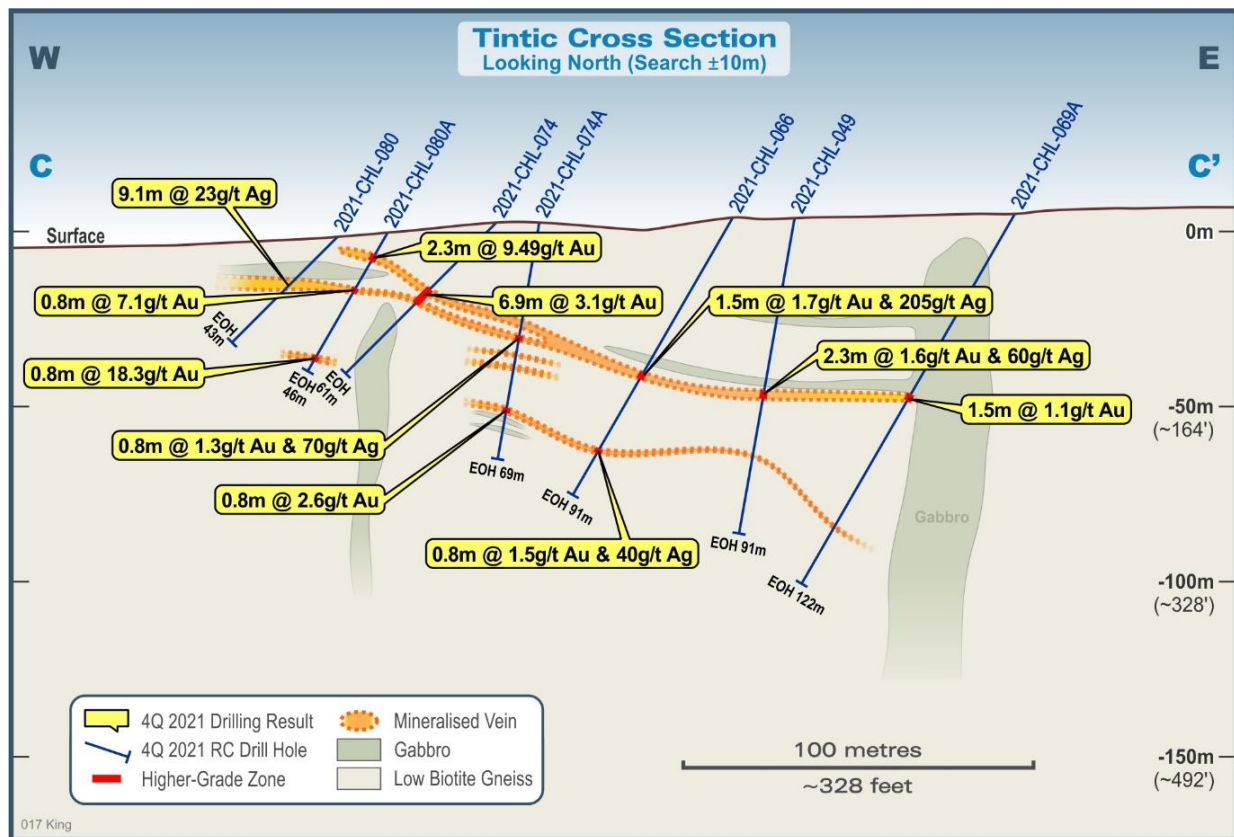 Tintic Cross Section
Looking North (Search ±10m)
W
E
C
C'
2021-CHL-080
2021-CHL-080A
2021-CHL-074
2021-CHL-074A
2021-CHL-066
2021-CHL-049
2021-CHL-069A
9.1m @ 23g/t Ag
Surface
0m
2.3m @ 9.49g/t Au
0.8m @ 7.1g/t Au
6.9m @ 3.1g/t Au
1.5m @ 1.7g/t Au & 205g/t Ag
EOH
43m
2.3m @ 1.6g/t Au & 60g/t Ag
0.8m @ 18.3g/t Au
EOH
46m
EOH
61m
-50m
(~164')
1.5m @ 1.1g/t Au
0.8m @ 1.3g/t Au & 70g/t Ag
EOH 69m
0.8m @ 2.6g/t Au
EOH 91m
Gabbro
0.8m @ 1.5g/t Au & 40g/t Ag
EOH 91m
EOH 122m
-100m
(~328')
4Q 2021 Drilling Result
Mineralised Vein
4Q 2021 RC Drill Hole
Gabbro
Higher-Grade Zone
Low Biotite Gneiss
100 metres
~328 feet
-150m
(~492')
017 King